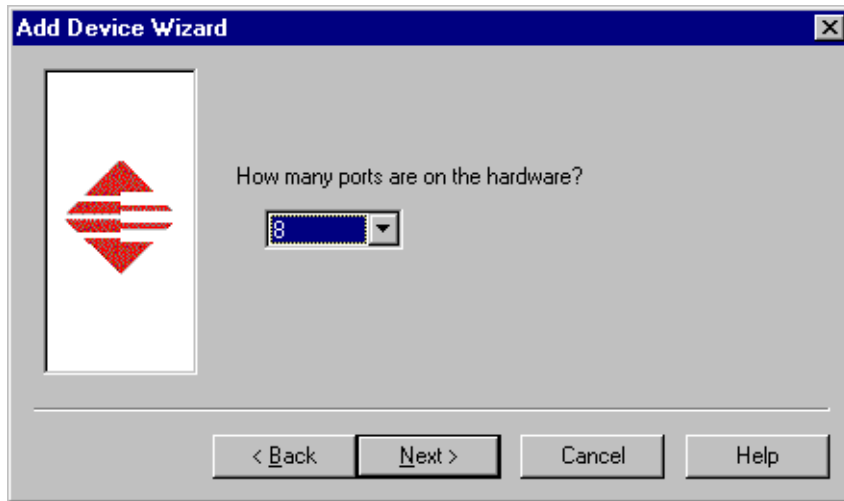 Add Device Wizard
How many ports are on the hardware?
8
< Back
Next >
Cancel
Help